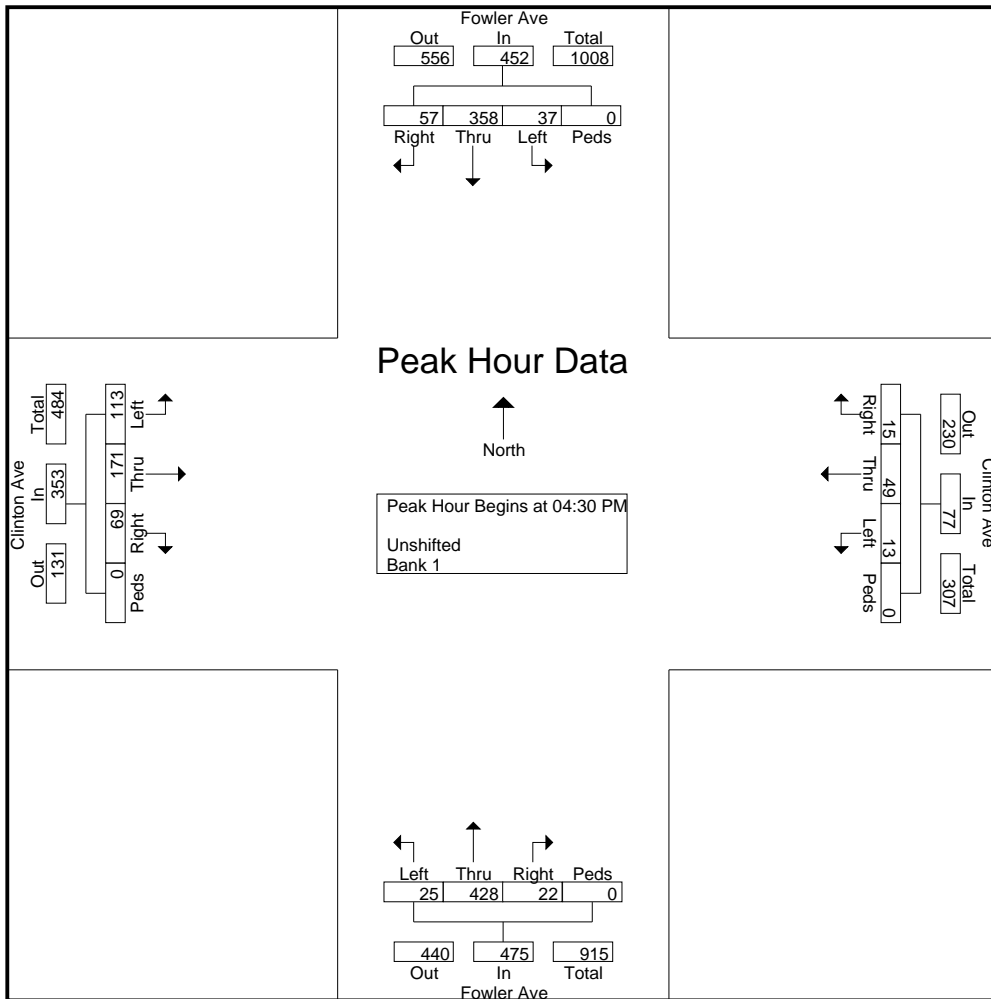 Fowler Ave
Out In Total
556 452 1008
57 358 37 0
Right Thru Left Peds
Peak Hour Data
North
Peak Hour Begins at 04:30 PM
Unshifted
Bank 1
Clinton Ave
Out In Total
131 353 484
Peds Right Thru Left
0 69 171 113
Clinton Ave
Out In Total
230 77 307
Right Thru Left Peds
15 49 13 0
Left Thru Right Peds
25 428 22 0
440 475 915
Out In Total
Fowler Ave